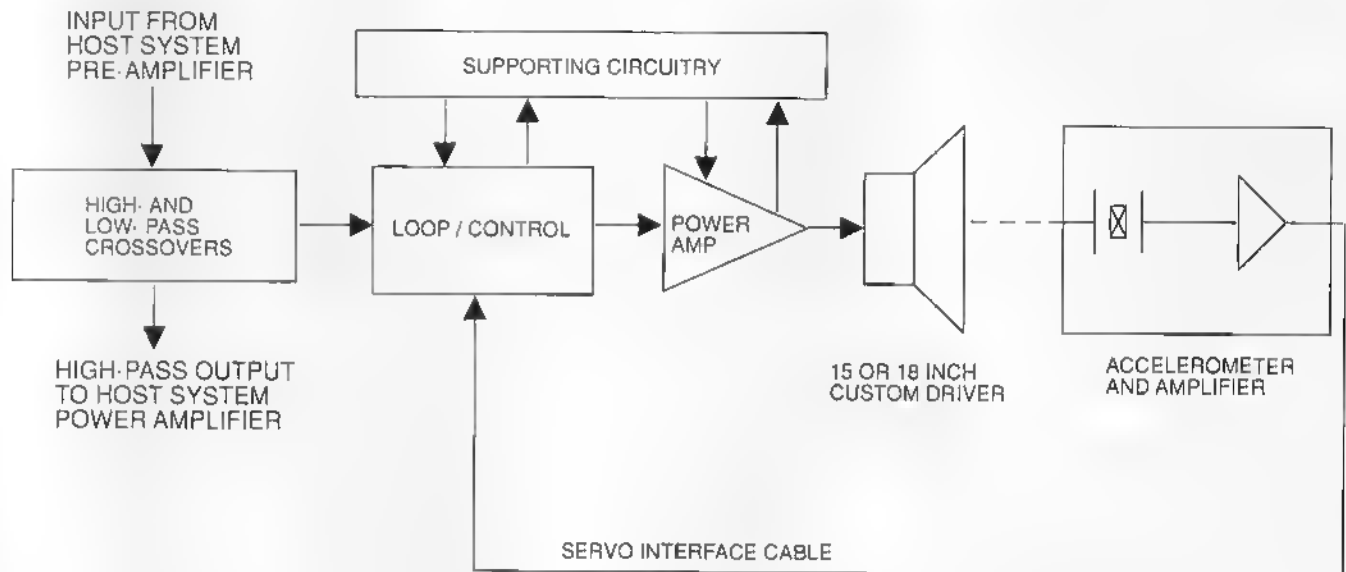 INPUT FROM
HOST SYSTEM
PRE-AMPLIFIER
SUPPORTING CIRCUITRY
HIGH- AND
LOW- PASS
CROSSOVERS
LOOP / CONTROL
POWER
AMP
HIGH-PASS OUTPUT
TO HOST SYSTEM
POWER AMPLIFIER
15 OR 18 INCH
CUSTOM DRIVER
ACCELEROMETER
AND AMPLIFIER
SERVO INTERFACE CABLE